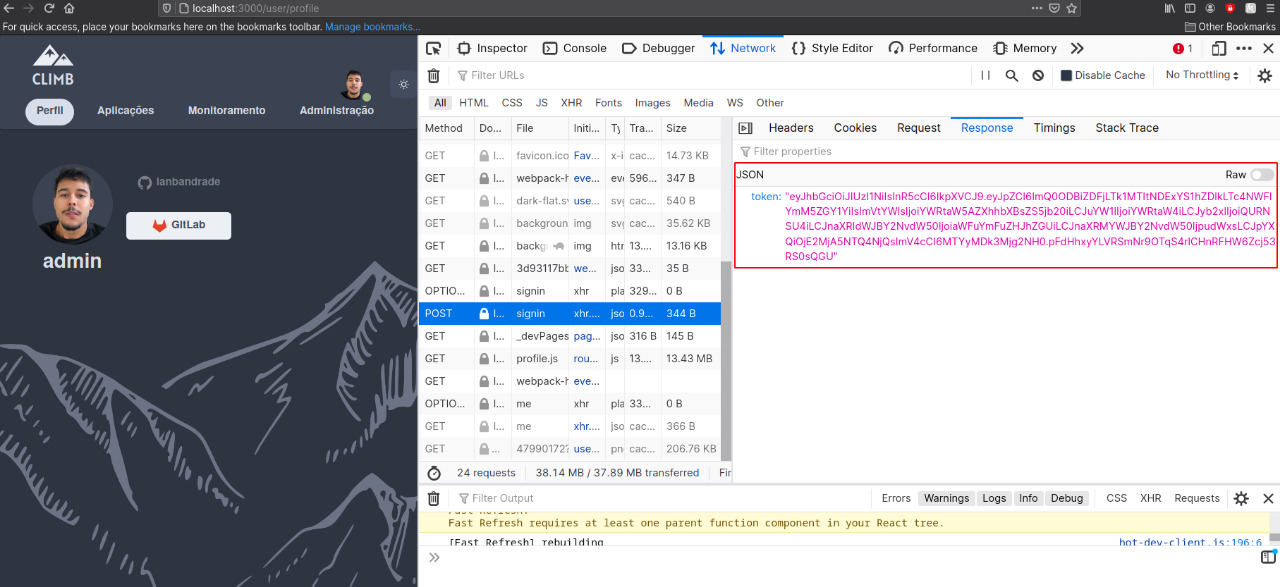 localhost:3000/user/profile
For quick access, place your bookmarks here on the bookmarks toolbar. Manage bookmarks...
Other Bookmarks
CLIMB
Perfil Aplicações Monitoramento Administração
lanbandrade
GitLab
admin
Inspector Console Debugger Network Style Editor Performance Memory 1
Filter URLs Disable Cache No Throttling
All HTML CSS JS XHR Fonts Images Media WS Other
Method Do... File Initi... Ty Tra... Size
GET l... favicon.ico Fav... x-i cac... 14.73 KB
GET l... webpack-h eve... 596... 347 B
GET l... dark-flat.sv use... svg cac... 540 B
GET l... backgroun img svg cac... 35.62 KB
GET l... backg img htr 13.... 13.16 KB
GET l... 3d93117bb we... jso 33... 35 B
OPTIO... l... signin xhr pla 329... 0 B
POST l... signin xhr.... jso 0.9... 344 B
GET l... _devPages pag... jso 316 B 145 B
GET l... profile.js rou... js 13.... 13.43 MB
GET webpack-h eve...
OPTIO... l... me xhr pla 33... 0 B
GET l... me xhr.... jso cac... 366 B
GET ... 47990172? use... pn cac... 206.76 KB
24 requests 38.14 MB / 37.89 MB transferred Fir
Headers Cookies Request Response Timings Stack Trace
Filter properties
JSON Raw
token:
Filter Output Errors Warnings Logs Info Debug CSS XHR Requests
Fast Refresh requires at least one parent function component in your React tree.
[Fast Refresh] rebuilding hot-dev-client.js:196:6